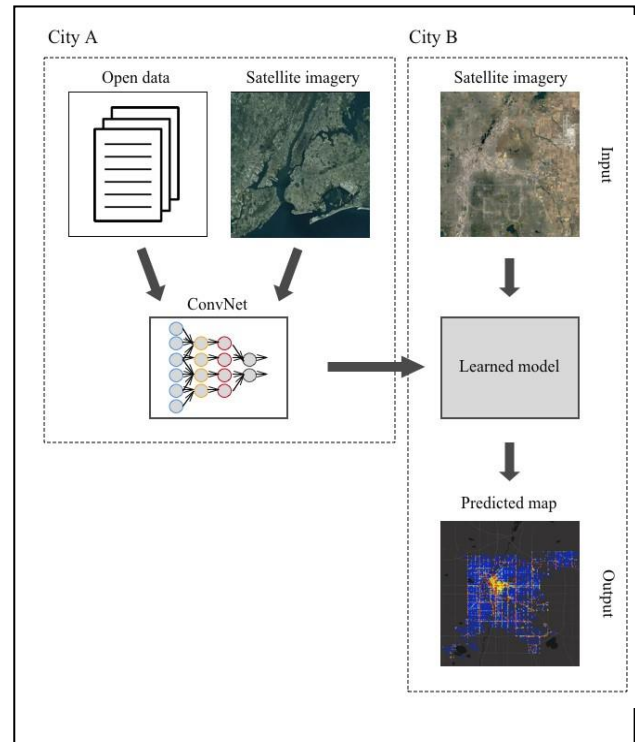 City A
Open data
Satellite imagery
ConvNet
City B
Satellite imagery
Input
Learned model
Predicted map
Output